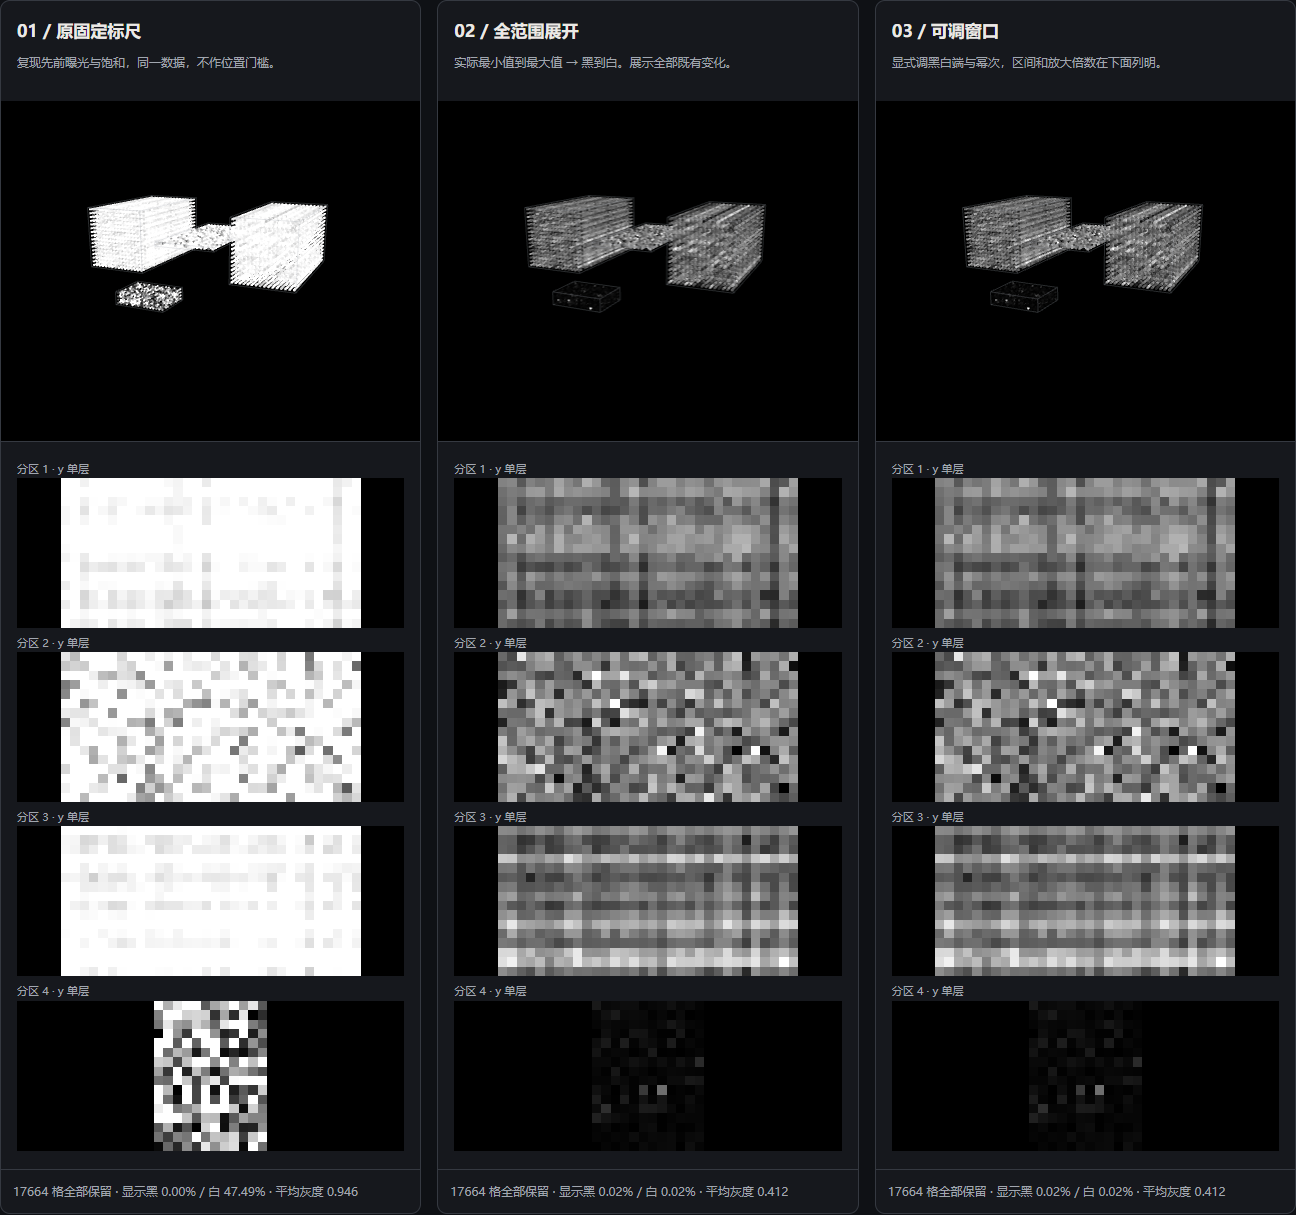 01 / 原固定标尺
复现先前曝光与饱和，同一数据，不作位置门槛。
分区 1 · y 单层
分区 2 · y 单层
分区 3 · y 单层
分区 4 · y 单层
17664 格全部保留 · 显示黑 0.00% / 白 47.49% · 平均灰度 0.946
02 / 全范围展开
实际最小值到最大值 → 黑到白。展示全部既有变化。
分区 1 · y 单层
分区 2 · y 单层
分区 3 · y 单层
分区 4 · y 单层
17664 格全部保留 · 显示黑 0.02% / 白 0.02% · 平均灰度 0.412
03 / 可调窗口
显式调黑白端与幂次，区间和放大倍数在下面列明。
分区 1 · y 单层
分区 2 · y 单层
分区 3 · y 单层
分区 4 · y 单层
17664 格全部保留 · 显示黑 0.02% / 白 0.02% · 平均灰度 0.412